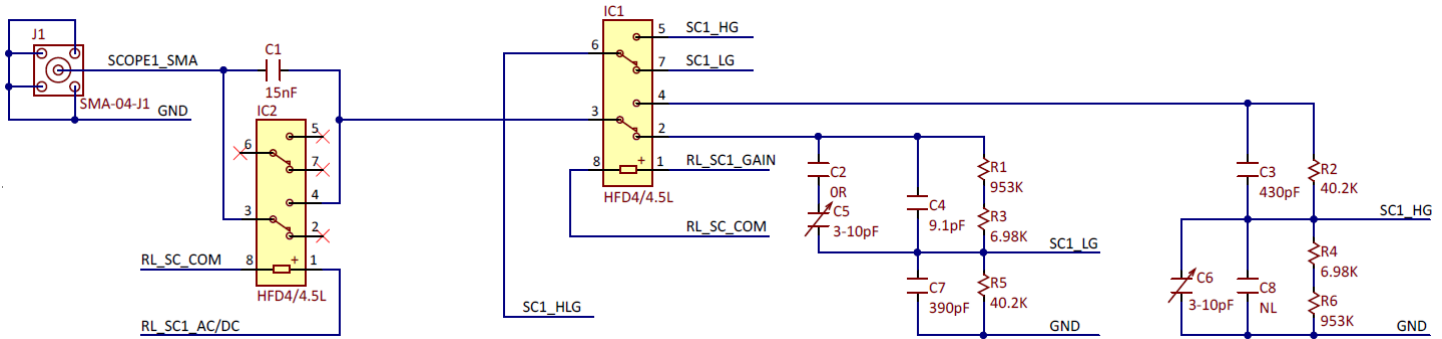 J1
SCOPE1_SMA
SMA-04-J1
GND
C1
15nF
IC2
5
6
7
4
3
2
8
1
+
HFD4/4.5L
RL_SC_COM
RL_SC1_AC/DC
IC1
5
SC1_HG
6
7
SC1_LG
4
3
2
8
1
+
RL_SC1_GAIN
HFD4/4.5L
RL_SC_COM
SC1_HLG
C2
0R
C5
3-10pF
C4
9.1pF
R1
953K
R3
6.98K
SC1_LG
C7
390pF
R5
40.2K
GND
C3
430pF
R2
40.2K
SC1_HG
C6
3-10pF
C8
NL
R4
6.98K
R6
953K
GND